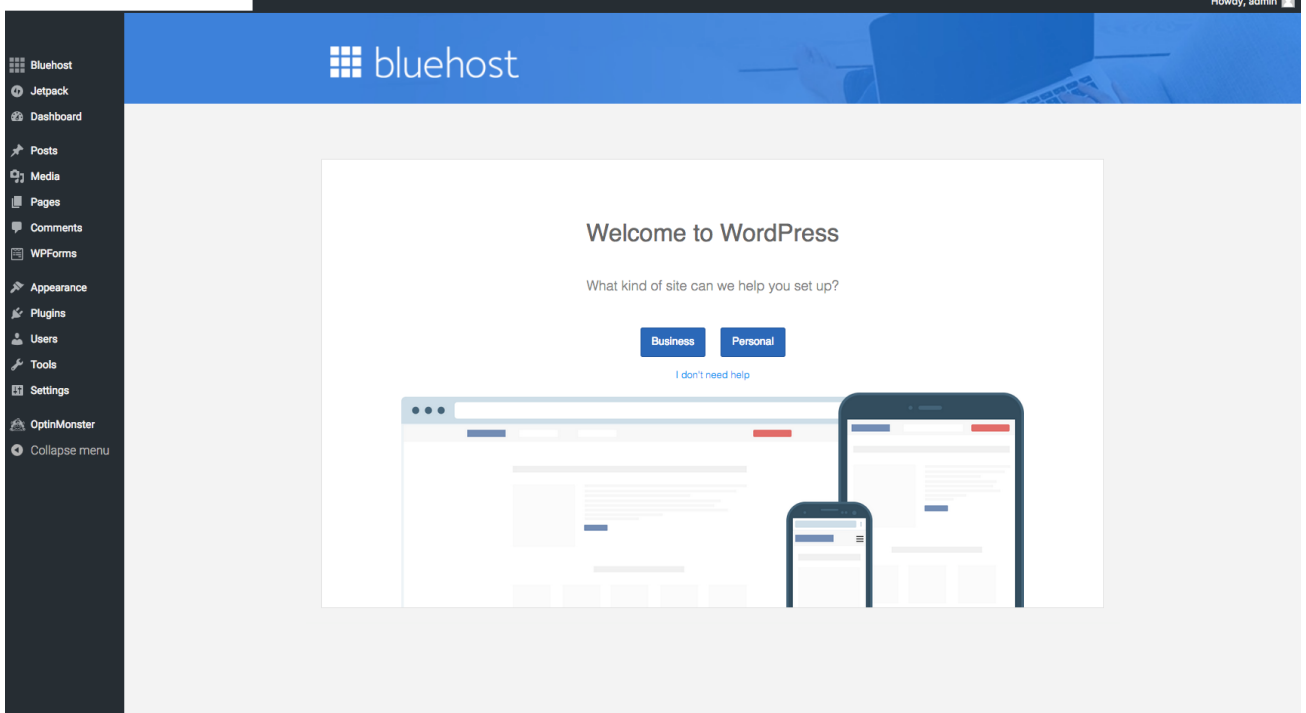 Howdy, admin
bluehost
Bluehost
Jetpack
Dashboard
Posts
Media
Pages
Comments
WPForms
Appearance
Plugins
Users
Tools
Settings
OptinMonster
Collapse menu
Welcome to WordPress
What kind of site can we help you set up?
Business Personal
I don't need help